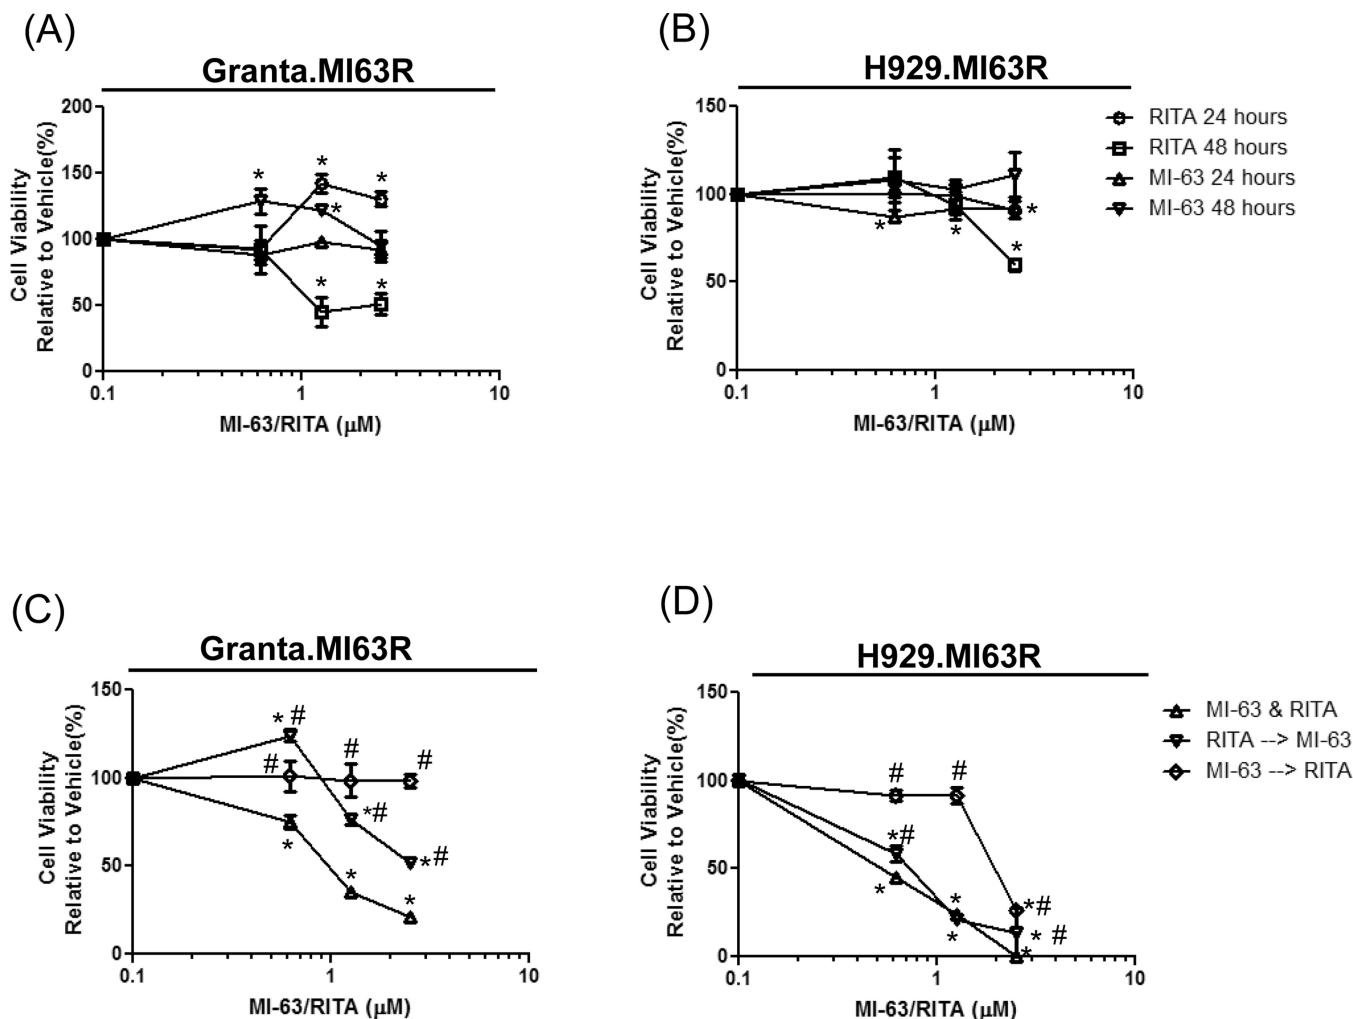 (A)
Granta.MI63R
Cell Viability
Relative to Vehicle(%)
200
150
100
50
0
* * * * * *
0.1 1 10
MI-63/RITA (μM)
(B)
H929.MI63R
Cell Viability
Relative to Vehicle(%)
150
100
50
0
* * * *
0.1 1 10
MI-63/RITA (μM)
RITA 24 hours
RITA 48 hours
MI-63 24 hours
MI-63 48 hours
(C)
Granta.MI63R
Cell Viability
Relative to Vehicle(%)
150
100
50
0
*# # # #
*# *#
* * *
0.1 1 10
MI-63/RITA (μM)
(D)
H929.MI63R
Cell Viability
Relative to Vehicle(%)
150
100
50
0
# #
*#
* * *
*#
* #
*
0.1 1 10
MI-63/RITA (μM)
MI-63 & RITA
RITA --> MI-63
MI-63 --> RITA